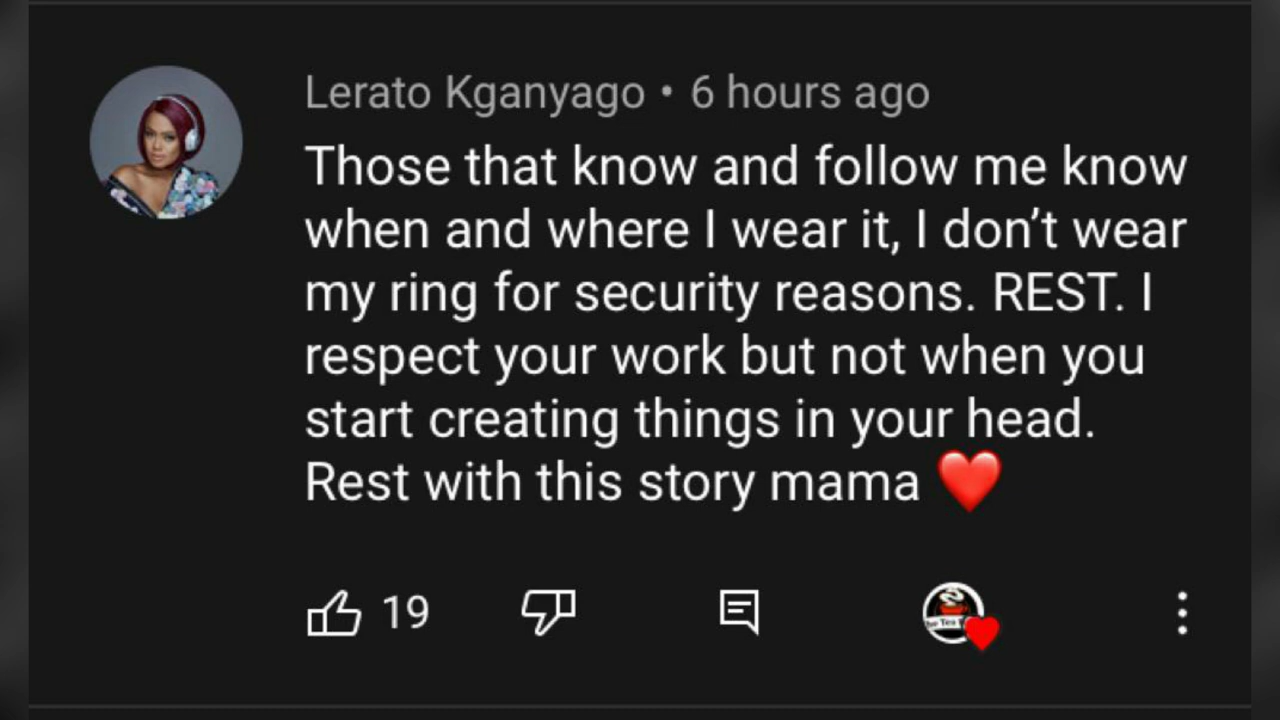 Lerato Kganyago • 6 hours ago
Those that know and follow me know
when and where I wear it, I don’t wear
my ring for security reasons. REST. I
respect your work but not when you
start creating things in your head.
Rest with this story mama ❤️
19
Tea